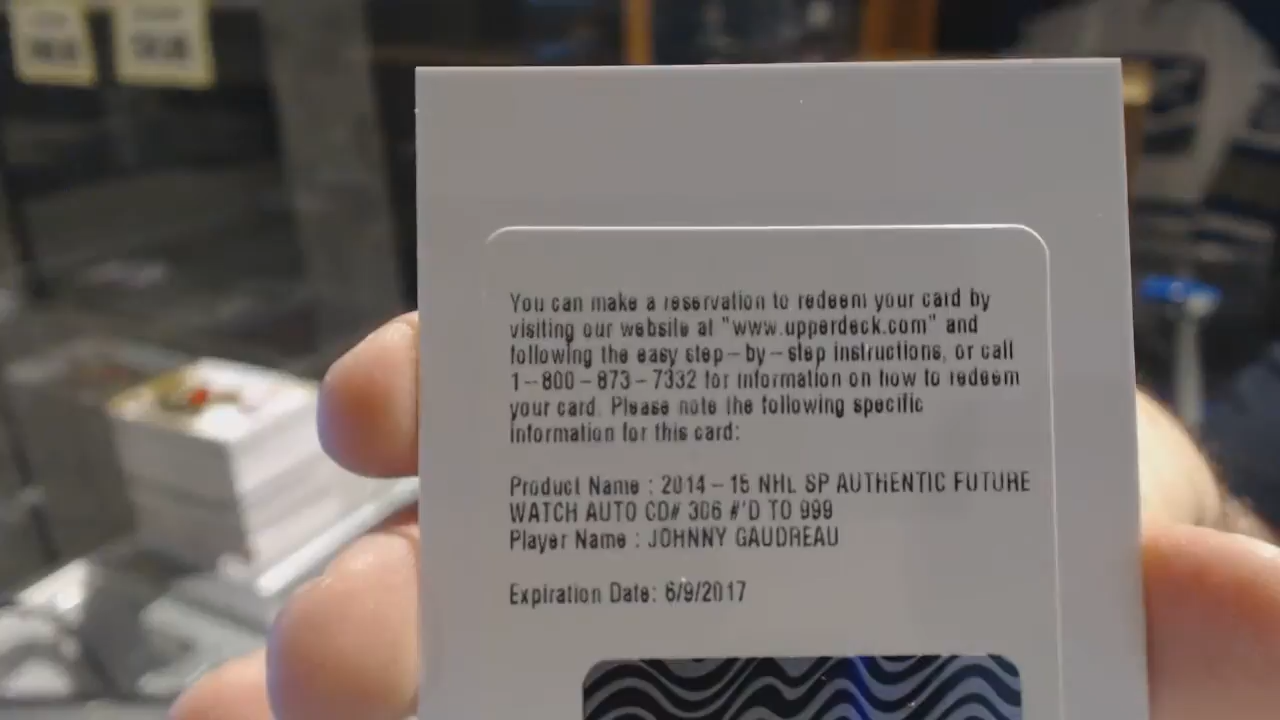 You can make a reservation to redeem your card by
visiting our website at "www.upperdeck.com" and
following the easy step-by-step instructions, or call
1-800-873-7332 for information on how to redeem
your card. Please note the following specific
information for this card:
Product Name : 2014-15 NHL SP AUTHENTIC FUTURE
WATCH AUTO CD# 306 #'D TO 999
Player Name : JOHNNY GAUDREAU
Expiration Date: 6/9/2017